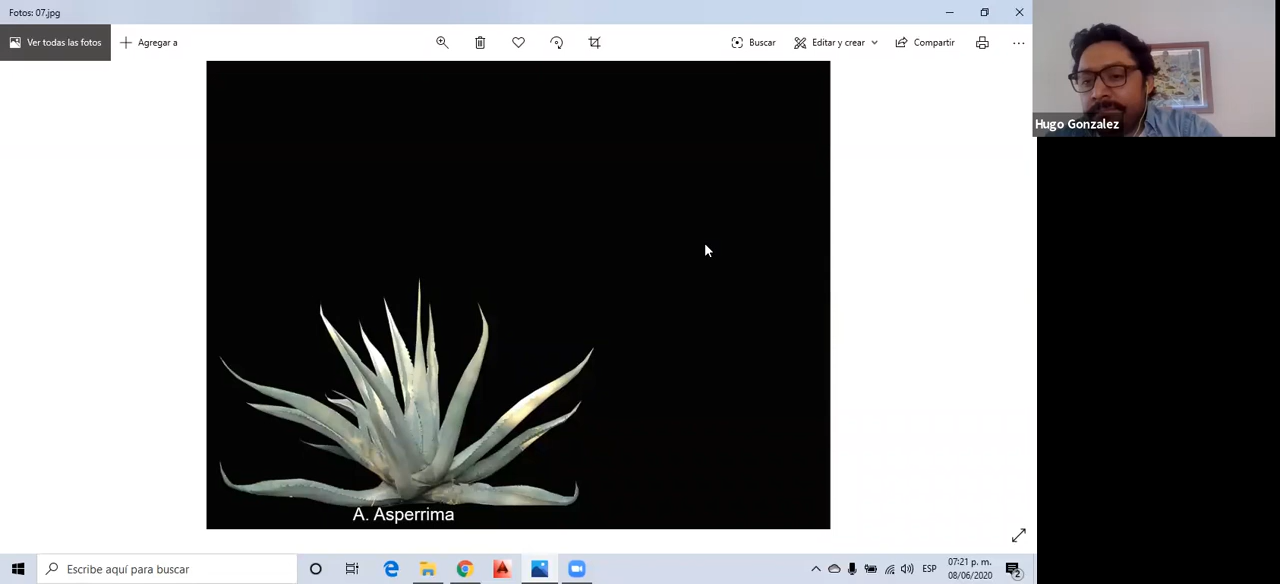 Fotos: 07.jpg
Ver todas las fotos
Agregar a
Buscar
Editar y crear
Compartir
Hugo Gonzalez
A. Asperrima
Escribe aquí para buscar
ESP
07:21 p. m.
08/06/2020
2